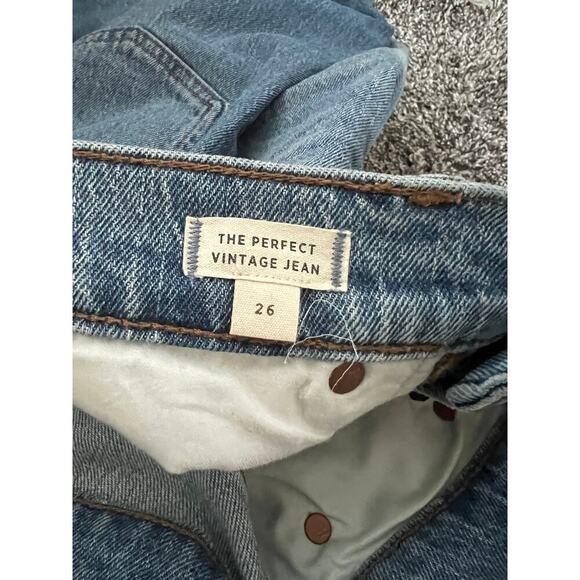 THE PERFECT
VINTAGE JEAN
26